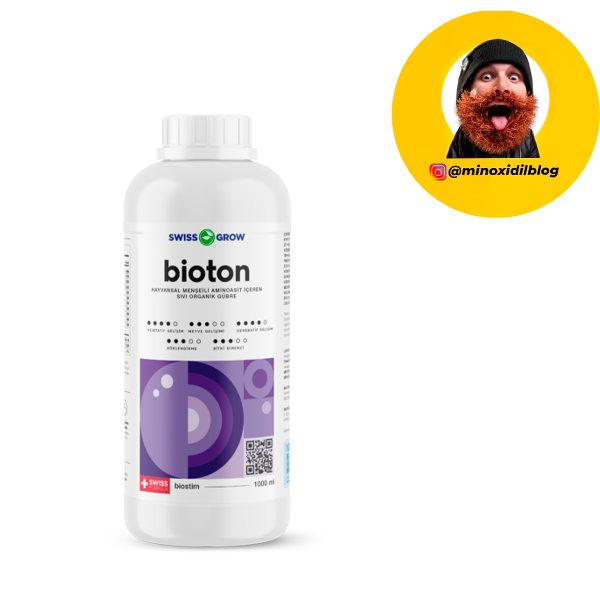 @minoxidilblog
SWISS GROW
bioton
HAYVANSAL MENŞEİLİ AMİNOASİT İÇEREN
SIVI ORGANİK GÜBRE
VEJETATİF GELİŞİM MEYVE GELİŞİMİ GENERATİF GELİŞİM
KÖKLENDİRME BİTKİ DİRENCİ
SWISS
biostim 1000 ml